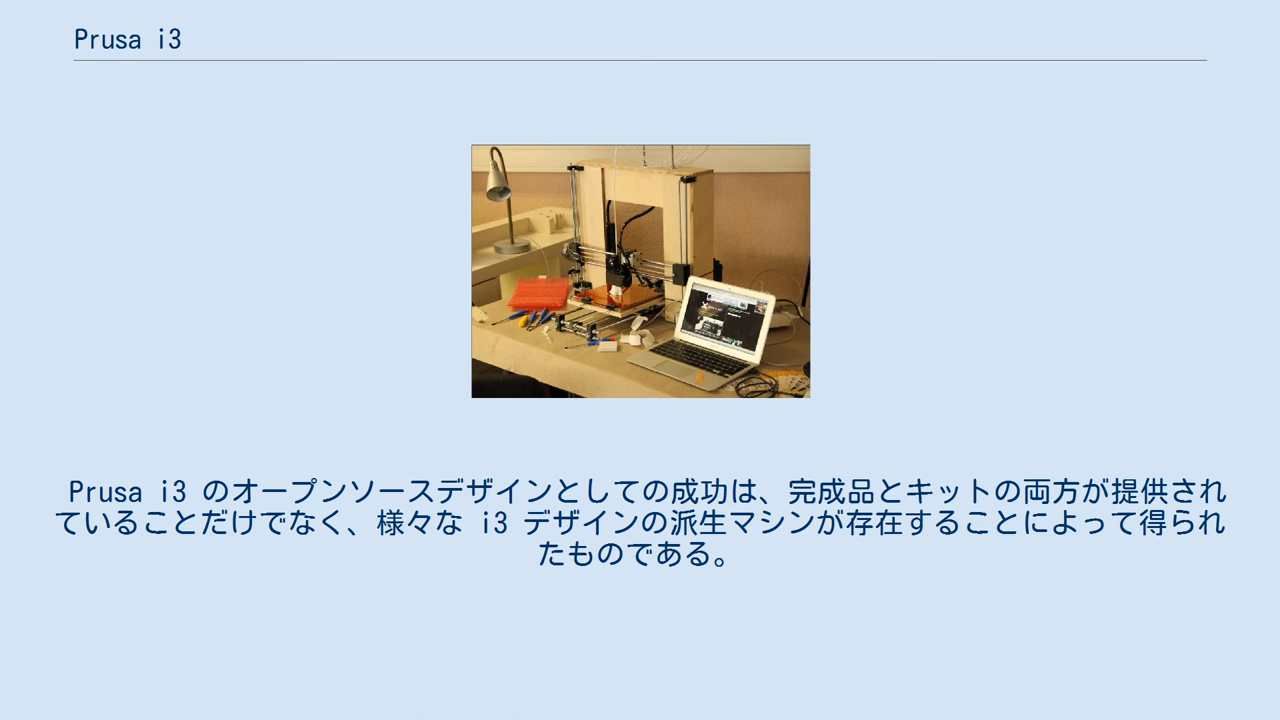 Prusa i3
Prusa i3 のオープンソースデザインとしての成功は、完成品とキットの両方が提供され
ていることだけでなく、様々な i3 デザインの派生マシンが存在することによって得られ
たものである。